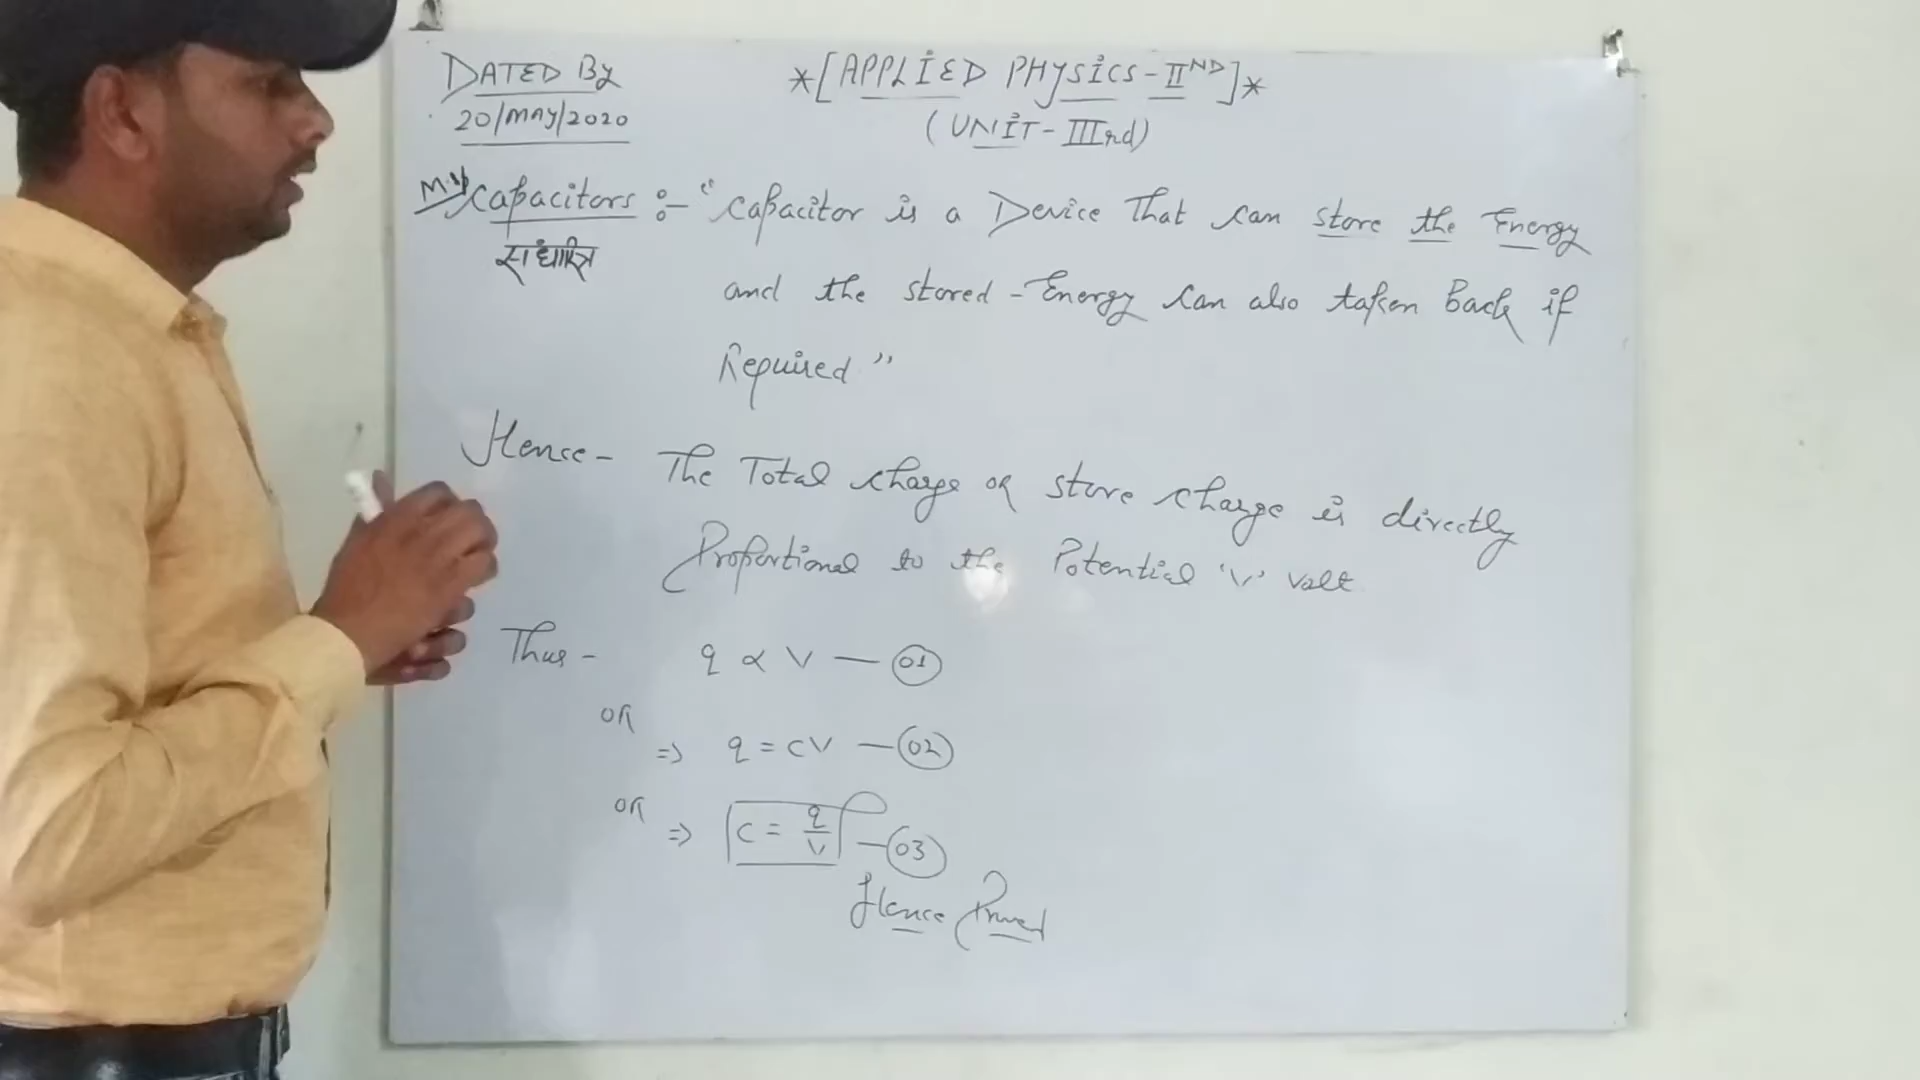 DATED By
20/MAY/2020
*[APPLIED PHYSICS-IIND]*
(UNIT-IIIrd)
Capacitors :- "Capacitor is a Device That can store the Energy
संधारित्र
and the stored-Energy can also taken Back if
Required"
Hence- The Total charge OR store charge is directly
Proportional to the Potential 'V' Volt
Thus- q ∝ V — 01
OR
=> q = CV — 02
OR
=> C = q/V — 03
Hence Proved